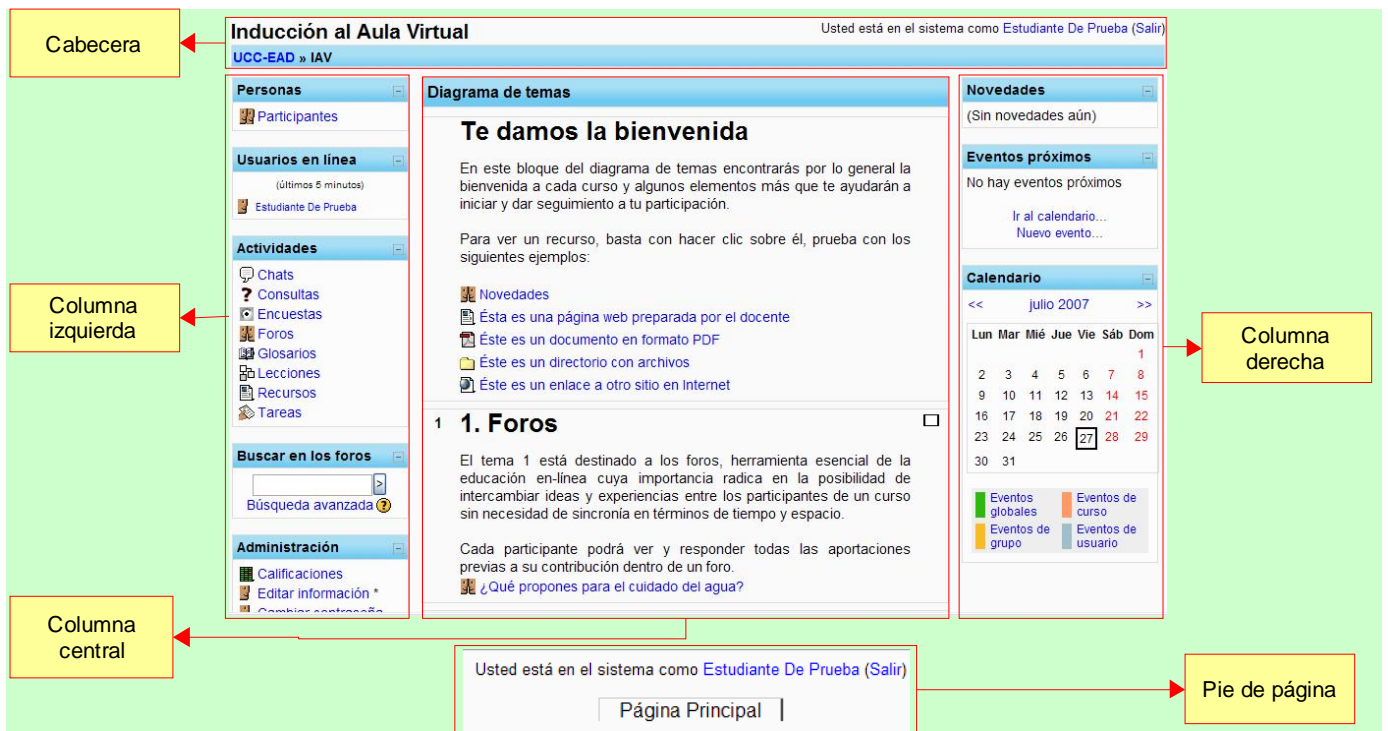 Cabecera
Inducción al Aula Virtual
Usted está en el sistema como Estudiante De Prueba (Salir)
UCC-EAD » IAV
Columna
izquierda
Personas
Participantes
Usuarios en línea
(últimos 5 minutos)
Estudiante De Prueba
Actividades
Chats
Consultas
Encuestas
Foros
Glosarios
Lecciones
Recursos
Tareas
Buscar en los foros
>
Búsqueda avanzada ?
Administración
Calificaciones
Editar información *
Cambiar contraseña
Columna
central
Diagrama de temas
Te damos la bienvenida
En este bloque del diagrama de temas encontrarás por lo general la
bienvenida a cada curso y algunos elementos más que te ayudarán a
iniciar y dar seguimiento a tu participación.
Para ver un recurso, basta con hacer clic sobre él, prueba con los
siguientes ejemplos:
Novedades
Ésta es una página web preparada por el docente
Éste es un documento en formato PDF
Éste es un directorio con archivos
Éste es un enlace a otro sitio en Internet
1 1. Foros
El tema 1 está destinado a los foros, herramienta esencial de la
educación en-línea cuya importancia radica en la posibilidad de
intercambiar ideas y experiencias entre los participantes de un curso
sin necesidad de sincronía en términos de tiempo y espacio.
Cada participante podrá ver y responder todas las aportaciones
previas a su contribución dentro de un foro.
¿Qué propones para el cuidado del agua?
Novedades
(Sin novedades aún)
Eventos próximos
No hay eventos próximos
Ir al calendario...
Nuevo evento...
Calendario
<< julio 2007 >>
Lun Mar Mié Jue Vie Sáb Dom
1
2 3 4 5 6 7 8
9 10 11 12 13 14 15
16 17 18 19 20 21 22
23 24 25 26 27 28 29
30 31
Eventos globales
Eventos de curso
Eventos de grupo
Eventos de usuario
Columna
derecha
Usted está en el sistema como Estudiante De Prueba (Salir)
Página Principal
Pie de página